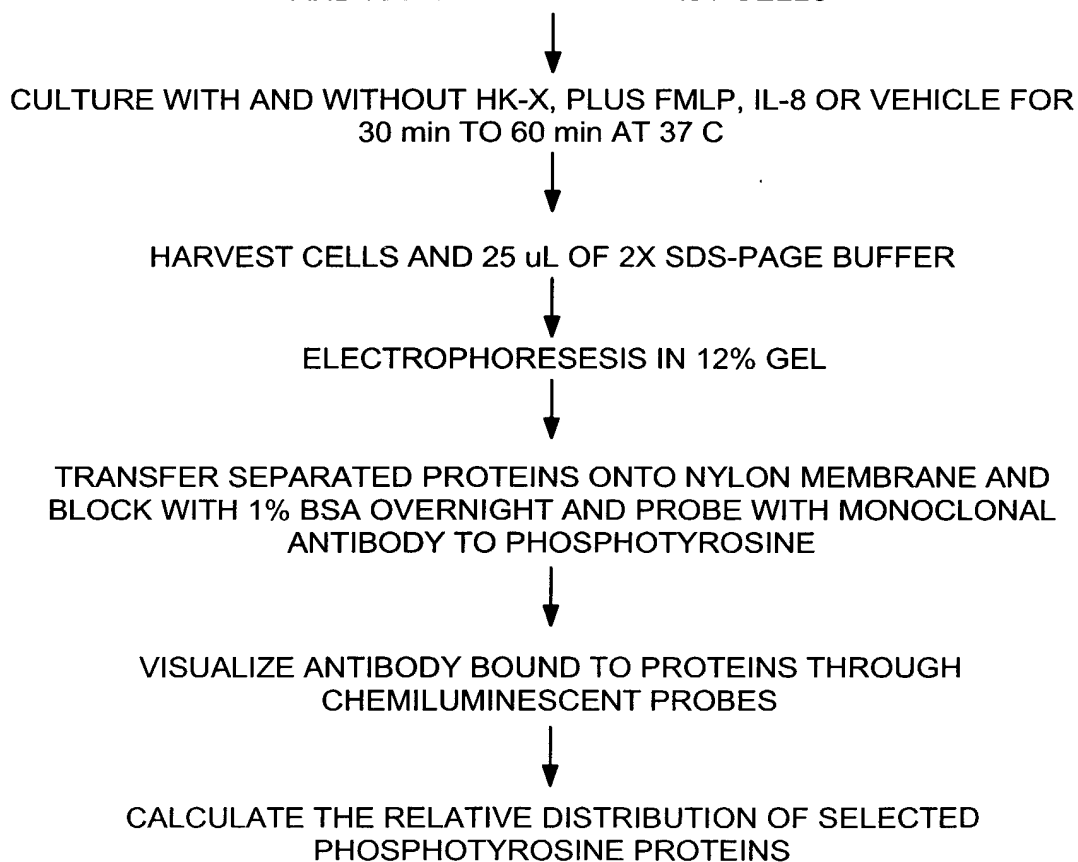 CULTURE WITH AND WITHOUT HK-X, PLUS FMLP, IL-8 OR VEHICLE FOR
30 min TO 60 min AT 37 C
HARVEST CELLS AND 25 uL OF 2X SDS-PAGE BUFFER
ELECTROPHORESESIS IN 12% GEL
TRANSFER SEPARATED PROTEINS ONTO NYLON MEMBRANE AND
BLOCK WITH 1% BSA OVERNIGHT AND PROBE WITH MONOCLONAL
ANTIBODY TO PHOSPHOTYROSINE
VISUALIZE ANTIBODY BOUND TO PROTEINS THROUGH
CHEMILUMINESCENT PROBES
CALCULATE THE RELATIVE DISTRIBUTION OF SELECTED
PHOSPHOTYROSINE PROTEINS